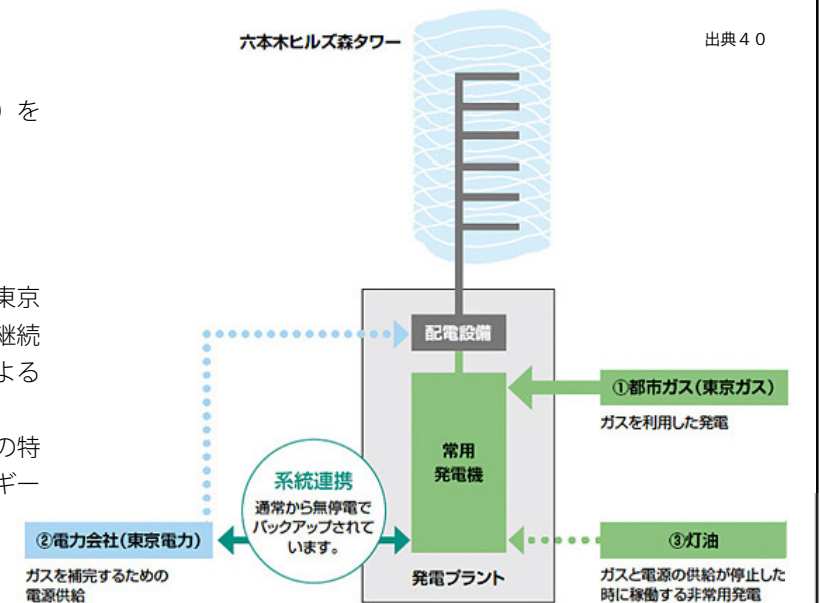 六本木ヒルズ森タワー
出典４０
）を
東京
継続
よる
の特
ギー
配電設備
①都市ガス(東京ガス)
ガスを利用した発電
常用
発電機
系統連携
通常から無停電で
バックアップされて
います。
②電力会社(東京電力)
ガスを補完するための
電源供給
③灯油
ガスと電源の供給が停止した
時に稼働する非常用発電
発電プラント